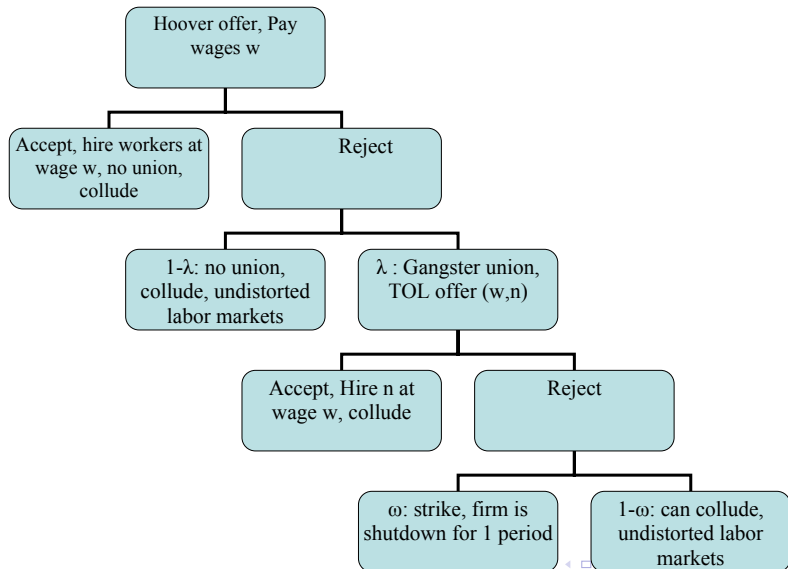 Hoover offer, Pay
wages w
Accept, hire workers at
wage w, no union,
collude
Reject
1-λ: no union,
collude, undistorted
labor markets
λ : Gangster union,
TOL offer (w,n)
Accept, Hire n at
wage w, collude
Reject
ω: strike, firm is
shutdown for 1 period
1-ω: can collude,
undistorted labor
markets